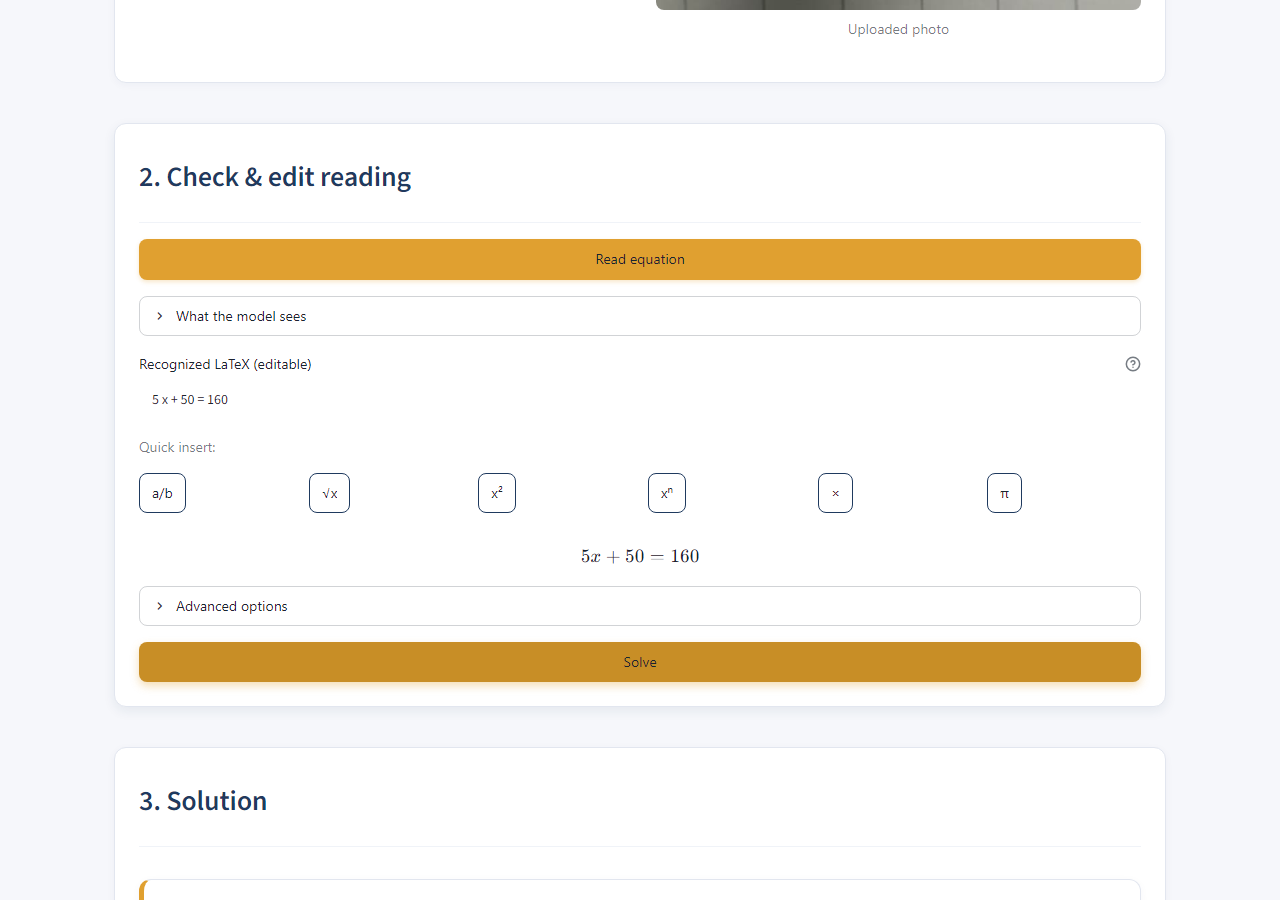 Uploaded photo
2. Check & edit reading
Read equation
What the model sees
Recognized LaTeX (editable)
5 x + 50 = 160
Quick insert:
a/b √x x² xⁿ × π
5x + 50 = 160
Advanced options
Solve
3. Solution